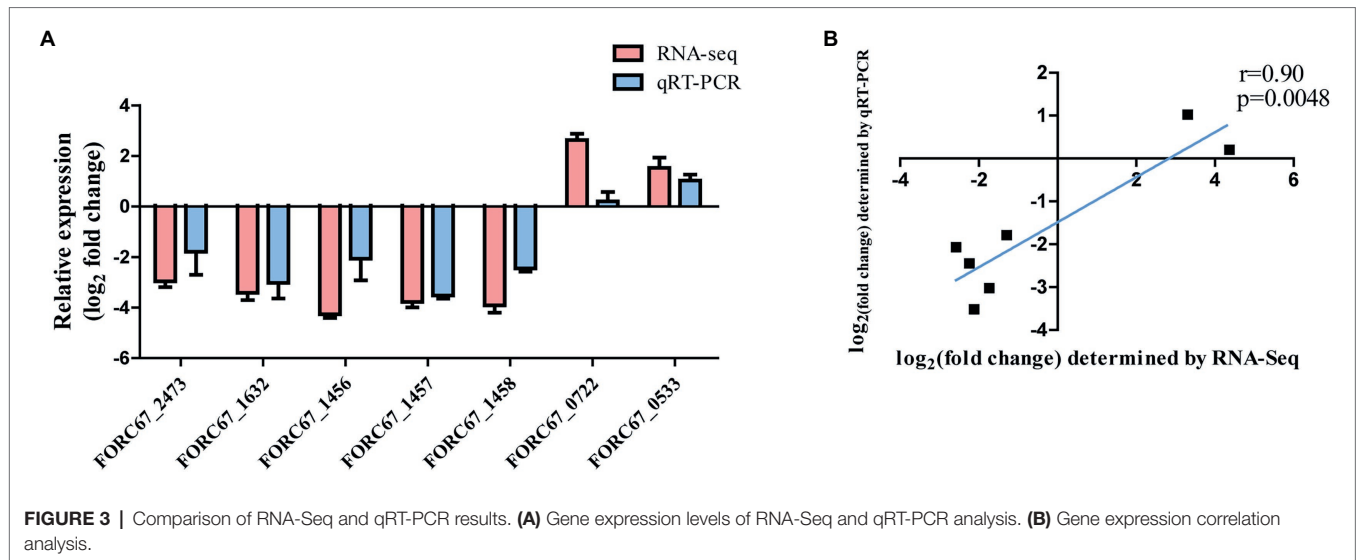 A
RNA-seq
qRT-PCR
Relative expression
(log2 fold change)
4
2
0
-2
-4
-6
FORC67_2473
FORC67_1632
FORC67_1456
FORC67_1457
FORC67_1458
FORC67_0722
FORC67_0533
B
log2(fold change) determined by qRT-PCR
r=0.90
p=0.0048
2
1
-4
-2
2
4
6
-1
-2
-3
-4
log2(fold change) determined by RNA-Seq
FIGURE 3 | Comparison of RNA-Seq and qRT-PCR results. (A) Gene expression levels of RNA-Seq and qRT-PCR analysis. (B) Gene expression correlation
analysis.